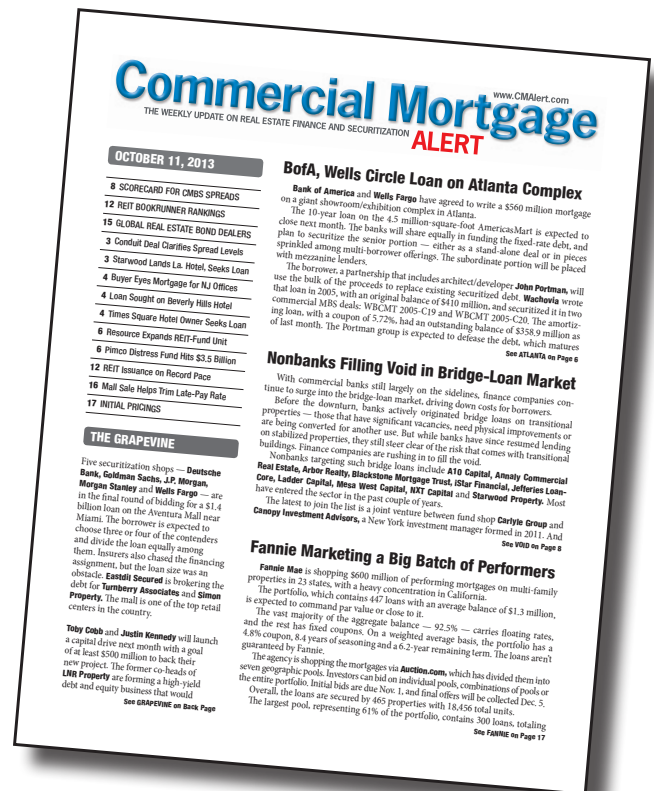 www.CMAlert.com
Commercial Mortgage
THE WEEKLY UPDATE ON REAL ESTATE FINANCE AND SECURITIZATION
ALERT
OCTOBER 11, 2013
8 SCORECARD FOR CMBS SPREADS
12 REIT BOOKRUNNER RANKINGS
15 GLOBAL REAL ESTATE BOND DEALERS
3 Conduit Deal Clarifies Spread Levels
3 Starwood Lands La. Hotel, Seeks Loan
4 Buyer Eyes Mortgage for NJ Offices
4 Loan Sought on Beverly Hills Hotel
4 Times Square Hotel Owner Seeks Loan
6 Resource Expands REIT-Fund Unit
6 Pimco Distress Fund Hits $3.5 Billion
12 REIT Issuance on Record Pace
16 Mall Sale Helps Trim Late-Pay Rate
17 INITIAL PRICINGS
THE GRAPEVINE
Five securitization shops — Deutsche
Bank, Goldman Sachs, J.P. Morgan,
Morgan Stanley and Wells Fargo — are
in the final round of bidding for a $1.4
billion loan on the Aventura Mall near
Miami. The borrower is expected to
choose three or four of the contenders
and divide the loan equally among
them. Insurers also chased the financing
assignment, but the loan size was an
obstacle. Eastdil Secured is brokering the
debt for Turnberry Associates and Simon
Property. The mall is one of the top retail
centers in the country.
Toby Cobb and Justin Kennedy will launch
a capital drive next month with a goal
of at least $500 million to back their
new project. The former co-heads of
LNR Property are forming a high-yield
debt and equity business that would
See GRAPEVINE on Back Page
BofA, Wells Circle Loan on Atlanta Complex
Bank of America and Wells Fargo have agreed to write a $560 million mortgage
on a giant showroom/exhibition complex in Atlanta.
The 10-year loan on the 4.5 million-square-foot AmericasMart is expected to
close next month. The banks will share equally in funding the fixed-rate debt, and
plan to securitize the senior portion — either as a stand-alone deal or in pieces
sprinkled among multi-borrower offerings. The subordinate portion will be placed
with mezzanine lenders.
The borrower, a partnership that includes architect/developer John Portman, will
use the bulk of the proceeds to replace existing securitized debt. Wachovia wrote
that loan in 2005, with an original balance of $410 million, and securitized it in two
commercial MBS deals: WBCMT 2005-C19 and WBCMT 2005-C20. The amortiz-
ing loan, with a coupon of 5.72%, had an outstanding balance of $358.9 million as
of last month. The Portman group is expected to defease the debt, which matures
See ATLANTA on Page 6
Nonbanks Filling Void in Bridge-Loan Market
With commercial banks still largely on the sidelines, finance companies con-
tinue to surge into the bridge-loan market, driving down costs for borrowers.
Before the downturn, banks actively originated bridge loans on transitional
properties — those that have significant vacancies, need physical improvements or
are being converted for another use. But while banks have since resumed lending
on stabilized properties, they still steer clear of the risk that comes with transitional
buildings. Finance companies are rushing in to fill the void.
Nonbanks targeting such bridge loans include A10 Capital, Annaly Commercial
Real Estate, Arbor Realty, Blackstone Mortgage Trust, iStar Financial, Jefferies Loan-
Core, Ladder Capital, Mesa West Capital, NXT Capital and Starwood Property. Most
have entered the sector in the past couple of years.
The latest to join the list is a joint venture between fund shop Carlyle Group and
Canopy Investment Advisors, a New York investment manager formed in 2011. And
See VOID on Page 8
Fannie Marketing a Big Batch of Performers
Fannie Mae is shopping $600 million of performing mortgages on multi-family
properties in 23 states, with a heavy concentration in California.
The portfolio, which contains 447 loans with an average balance of $1.3 million,
is expected to command par value or close to it.
The vast majority of the aggregate balance — 92.5% — carries floating rates,
and the rest has fixed coupons. On a weighted average basis, the portfolio has a
4.8% coupon, 8.4 years of seasoning and a 6.2-year remaining term. The loans aren't
guaranteed by Fannie.
The agency is shopping the mortgages via Auction.com, which has divided them into
seven geographic pools. Investors can bid on individual pools, combinations of pools or
the entire portfolio. Initial bids are due Nov. 1, and final offers will be collected Dec. 5.
Overall, the loans are secured by 465 properties with 18,456 total units.
The largest pool, representing 61% of the portfolio, contains 300 loans, totaling
See FANNIE on Page 17